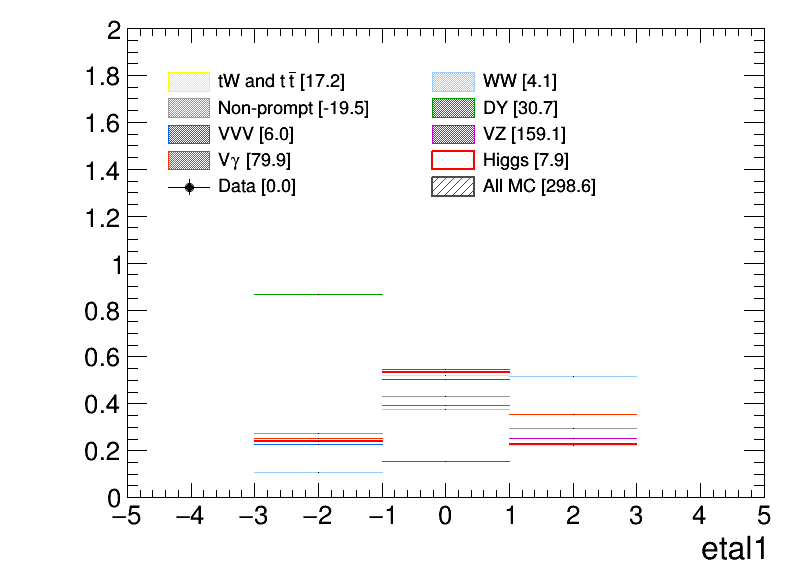 2
1.8
1.6
1.4
1.2
1
0.8
0.6
0.4
0.2
0
tW and t t̄ [17.2]
Non-prompt [-19.5]
VVV [6.0]
Vγ [79.9]
Data [0.0]
WW [4.1]
DY [30.7]
VZ [159.1]
Higgs [7.9]
All MC [298.6]
−5 −4 −3 −2 −1 0 1 2 3 4 5
etal1